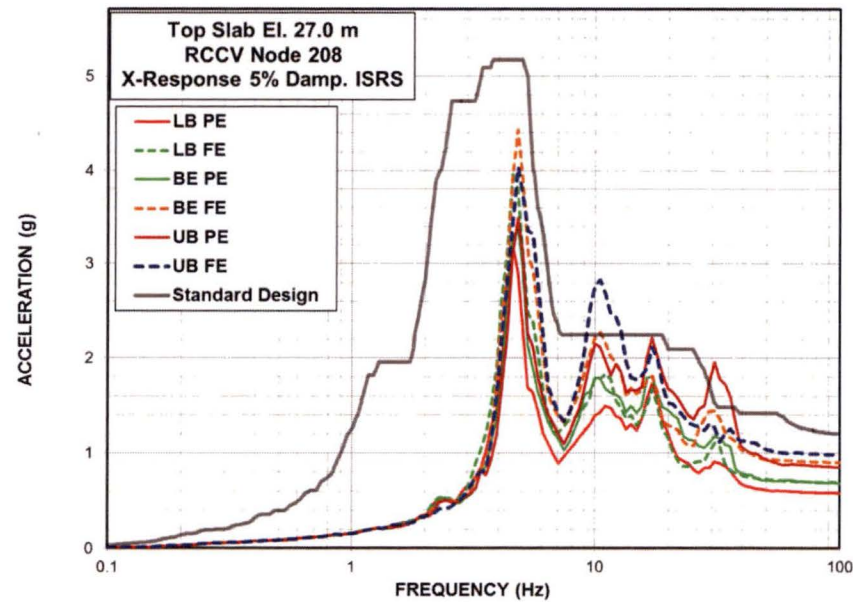 Top Slab El. 27.0 m
RCCV Node 208
X-Response 5% Damp. ISRS
LB PE
LB FE
BE PE
BE FE
UB PE
UB FE
Standard Design
ACCELERATION (g)
5
4
3
2
1
0
0.1
1
10
100
FREQUENCY (Hz)